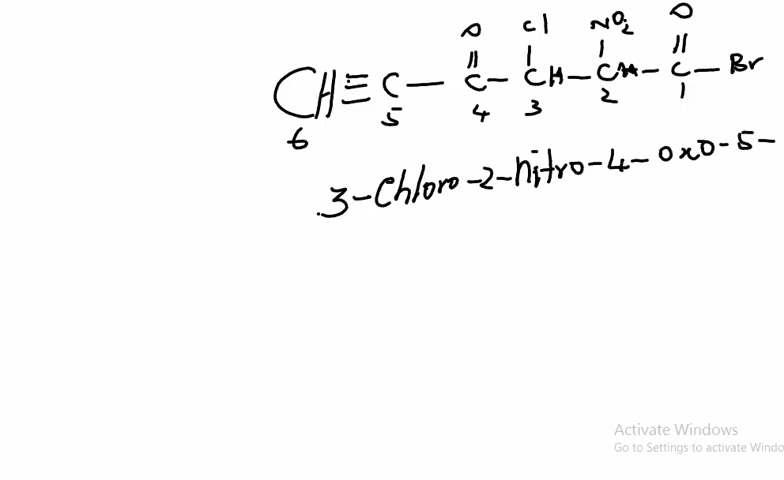 O Cl NO2 O
CH ≡ C — C — CH — CH — C — Br
6 5 4 3 2 1
3-Chloro-2-nitro-4-oxo-5-
Activate Windows
Go to Settings to activate Windo